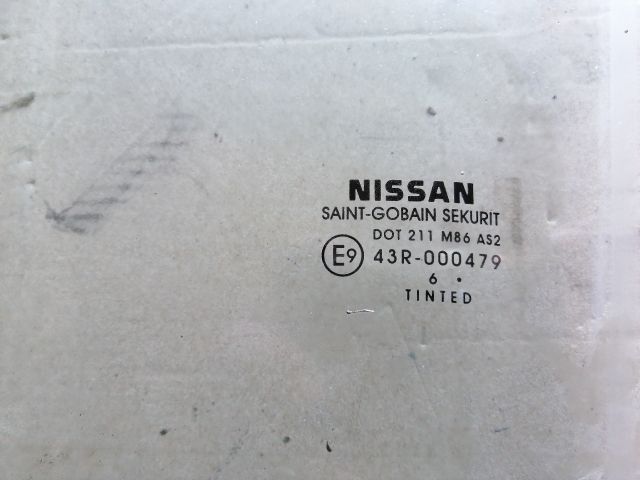 NISSAN
SAINT-GOBAIN SEKURIT
DOT 211 M86 AS2
E9 43R-000479
6 •
TINTED